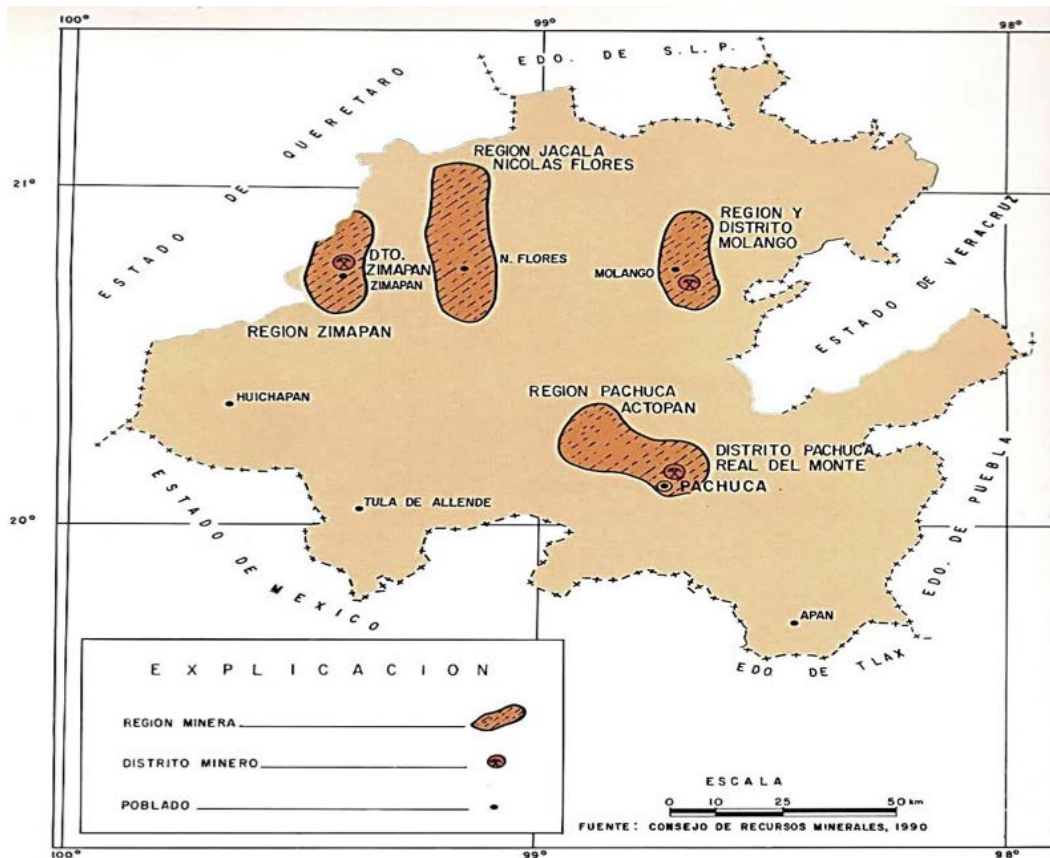 100°
99°
98°
EDO. DE S.L.P.
ESTADO DE QUERETARO
REGION JACALA
NICOLAS FLORES
21°
REGION Y
DISTRITO
MOLANGO
DTO.
ZIMAPAN
ZIMAPAN
N. FLORES
MOLANGO
ESTADO DE VERACRUZ
REGION ZIMAPAN
HUICHAPAN
REGION PACHUCA
ACTOPAN
DISTRITO PACHUCA
REAL DEL MONTE
PACHUCA
EDO. DE PUEBLA
TULA DE ALLENDE
20°
ESTADO DE MEXICO
APAN
EDO. DE TLAX
EXPLICACION
REGION MINERA
DISTRITO MINERO
POBLADO
ESCALA
0 10 25 50 km
FUENTE: CONSEJO DE RECURSOS MINERALES, 1990
100°
99°
98°